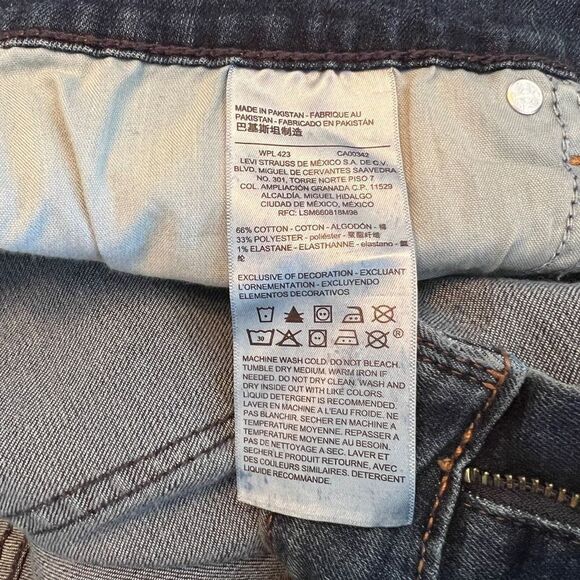 MADE IN PAKISTAN - FABRIQUE AU
PAKISTAN - FABRICADO EN PAKISTÁN
巴基斯坦制造
WPL 423 CA00342
LEVI STRAUSS DE MÉXICO S.A. DE C.V.
BLVD. MIGUEL DE CERVANTES SAAVEDRA
NO. 301, TORRE NORTE PISO 7
COL. AMPLIACIÓN GRANADA C.P. 11529
ALCALDÍA. MIGUEL HIDALGO
CIUDAD DE MÉXICO, MÉXICO
RFC: LSM660818M98
66% COTTON - COTON - ALGODÓN - 棉
33% POLYESTER - poliéster - 聚酯纤维
1% ELASTANE - ELASTHANNE - elastano - 氨
纶
EXCLUSIVE OF DECORATION - EXCLUANT
L'ORNEMENTATION - EXCLUYENDO
ELEMENTOS DECORATIVOS
30 ®
MACHINE WASH COLD. DO NOT BLEACH.
TUMBLE DRY MEDIUM. WARM IRON IF
NEEDED. DO NOT DRY CLEAN. WASH AND
DRY INSIDE OUT WITH LIKE COLORS.
LIQUID DETERGENT IS RECOMMENDED.
LAVER EN MACHINE A L'EAU FROIDE. NE
PAS BLANCHIR. SECHER EN MACHINE A
TEMPERATURE MOYENNE. REPASSER A
TEMPERATURE MOYENNE AU BESOIN.
PAS DE NETTOYAGE A SEC. LAVER ET
SECHER LE PRODUIT RETOURNE, AVEC
DES COULEURS SIMILAIRES. DETERGENT
LIQUIDE RECOMMANDE.